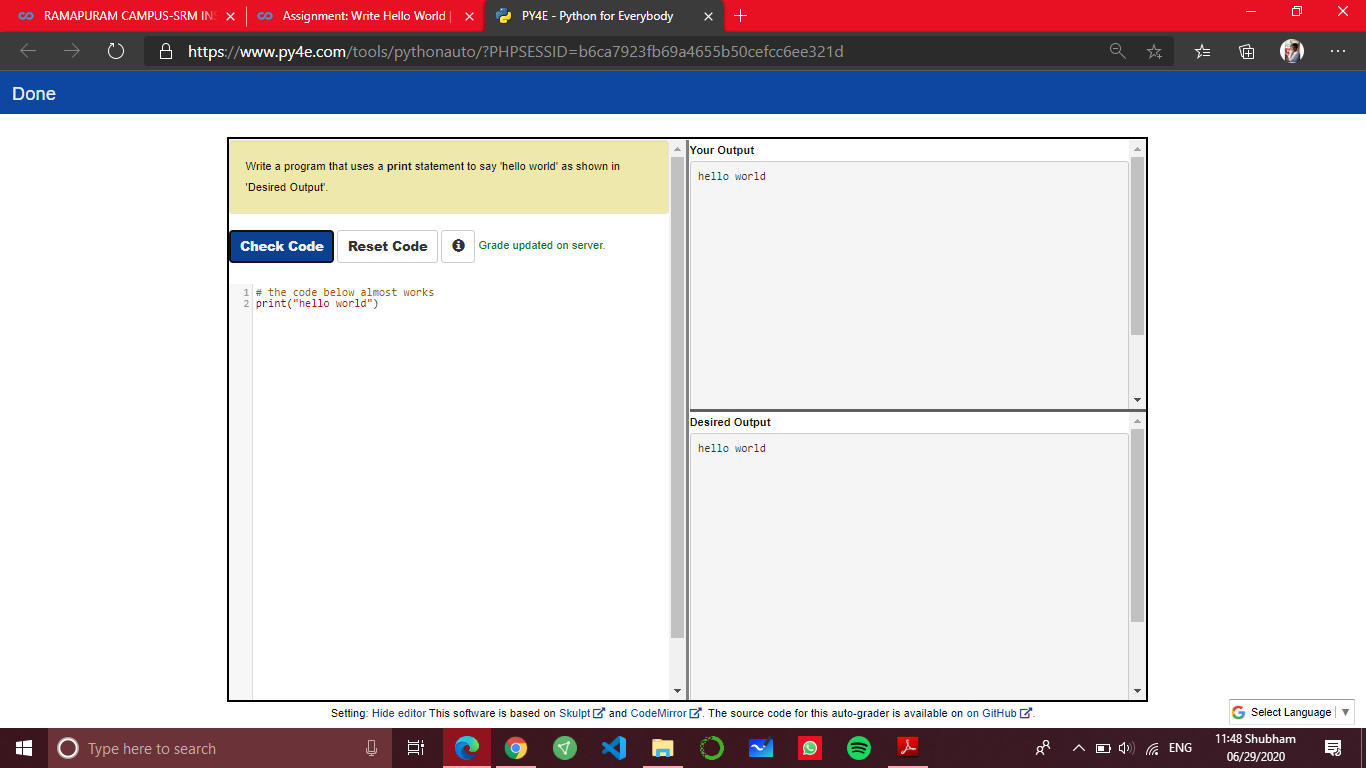 RAMAPURAM CAMPUS-SRM INS
Assignment: Write Hello World |
PY4E - Python for Everybody
https://www.py4e.com/tools/pythonauto/?PHPSESSID=b6ca7923fb69a4655b50cefcc6ee321d
Done
Write a program that uses a print statement to say 'hello world' as shown in
'Desired Output'.
Check Code
Reset Code
Grade updated on server.
1 # the code below almost works
2 print("hello world")
Your Output
hello world
Desired Output
hello world
Setting: Hide editor This software is based on Skulpt and CodeMirror. The source code for this auto-grader is available on on GitHub.
Select Language
Type here to search
ENG
11:48 Shubham
06/29/2020